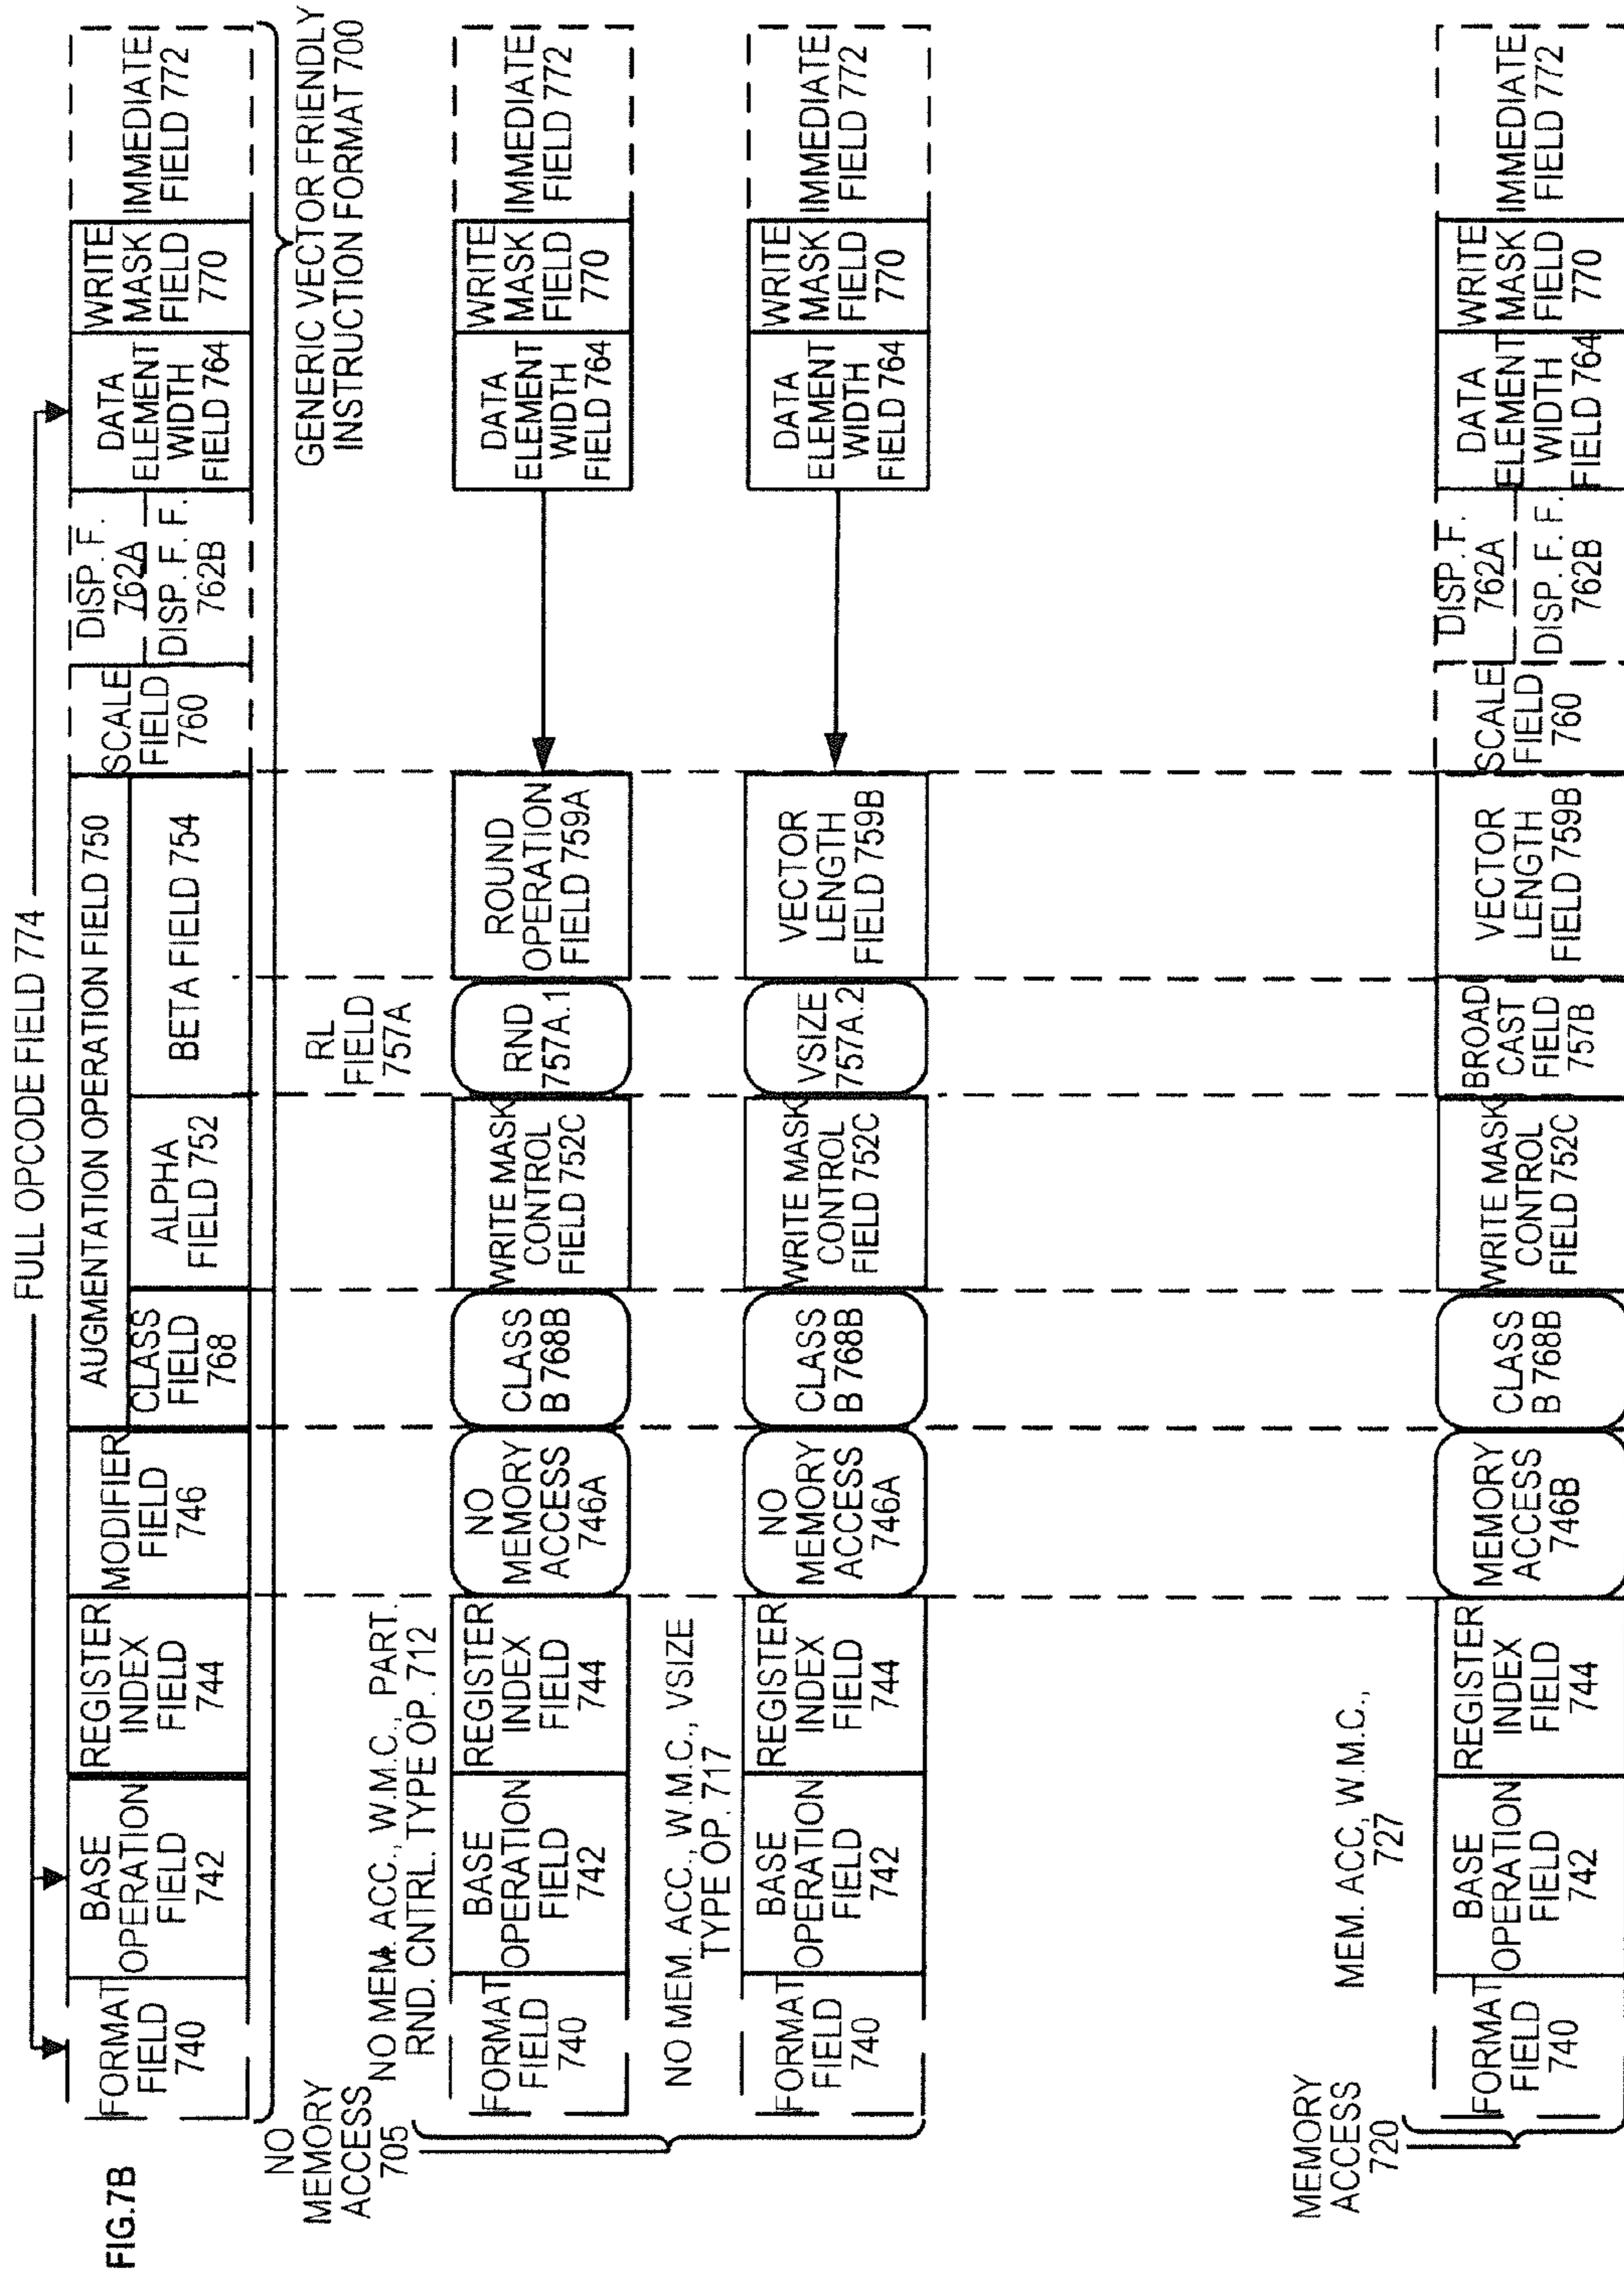 FIG.7B
FULL OPCODE FIELD 774
FORMAT
FIELD
740
BASE
OPERATION
FIELD
742
REGISTER
INDEX
FIELD
744
MODIFIER
FIELD
746
AUGMENTATION OPERATION FIELD 750
CLASS
FIELD
768
ALPHA
FIELD 752
BETA FIELD 754
SCALE
FIELD
760
DISP. F.
762A
DISP. F. F.
762B
DATA
ELEMENT
WIDTH
FIELD 764
WRITE
MASK
FIELD
770
IMMEDIATE
FIELD 772
GENERIC VECTOR FRIENDLY
INSTRUCTION FORMAT 700
NO
MEMORY
ACCESS
705
NO MEM. ACC., W.M.C., PART.
RND. CNTRL. TYPE OP. 712
RL
FIELD
757A
FORMAT
FIELD
740
BASE
OPERATION
FIELD
742
REGISTER
INDEX
FIELD
744
NO
MEMORY
ACCESS
746A
CLASS
B 768B
WRITE MASK
CONTROL
FIELD 752C
RND
757A.1
ROUND
OPERATION
FIELD 759A
DATA
ELEMENT
WIDTH
FIELD 764
WRITE
MASK
FIELD
770
IMMEDIATE
FIELD 772
NO MEM. ACC., W.M.C., VSIZE
TYPE OP. 717
FORMAT
FIELD
740
BASE
OPERATION
FIELD
742
REGISTER
INDEX
FIELD
744
NO
MEMORY
ACCESS
746A
CLASS
B 768B
WRITE MASK
CONTROL
FIELD 752C
VSIZE
757A.2
VECTOR
LENGTH
FIELD 759B
DATA
ELEMENT
WIDTH
FIELD 764
WRITE
MASK
FIELD
770
IMMEDIATE
FIELD 772
MEMORY
ACCESS
720
MEM. ACC, W.M.C.,
727
FORMAT
FIELD
740
BASE
OPERATION
FIELD
742
REGISTER
INDEX
FIELD
744
MEMORY
ACCESS
746B
CLASS
B 768B
WRITE MASK
CONTROL
FIELD 752C
BROAD
CAST
FIELD
757B
VECTOR
LENGTH
FIELD 759B
SCALE
FIELD
760
DISP. F.
762A
DISP. F. F.
762B
DATA
ELEMENT
WIDTH
FIELD 764
WRITE
MASK
FIELD
770
IMMEDIATE
FIELD 772